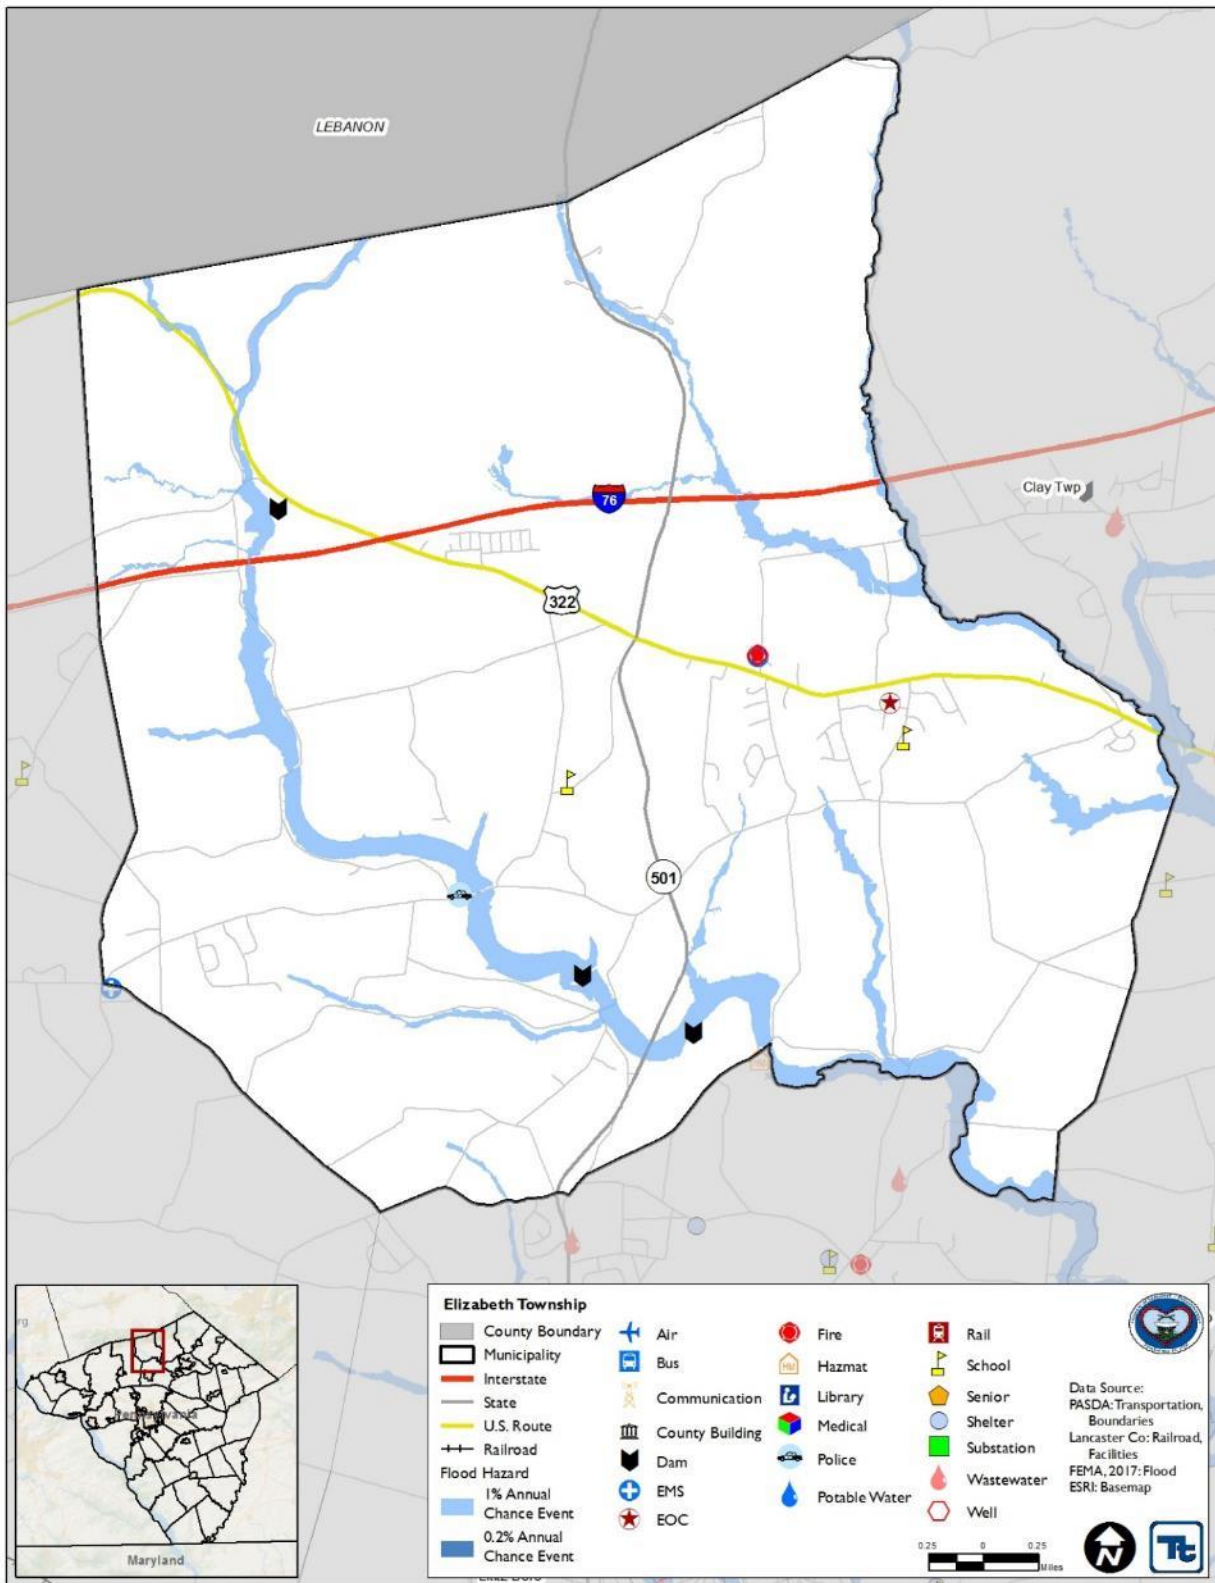 LEBANON
76
Clay Twp
322
501
Elizabeth Township
County Boundary
Municipality
Interstate
State
U.S. Route
Railroad
Flood Hazard
1% Annual
Chance Event
0.2% Annual
Chance Event
Air
Bus
Communication
County Building
Dam
EMS
EOC
Fire
Hazmat
Library
Medical
Police
Potable Water
Rail
School
Senior
Shelter
Substation
Wastewater
Well
Data Source:
PASDA: Transportation,
Boundaries
Lancaster Co: Railroad,
Facilities
FEMA, 2017: Flood
ESRI: Basemap
0.25 0 0.25
Miles
N
Tt
Pennsylvania
Maryland